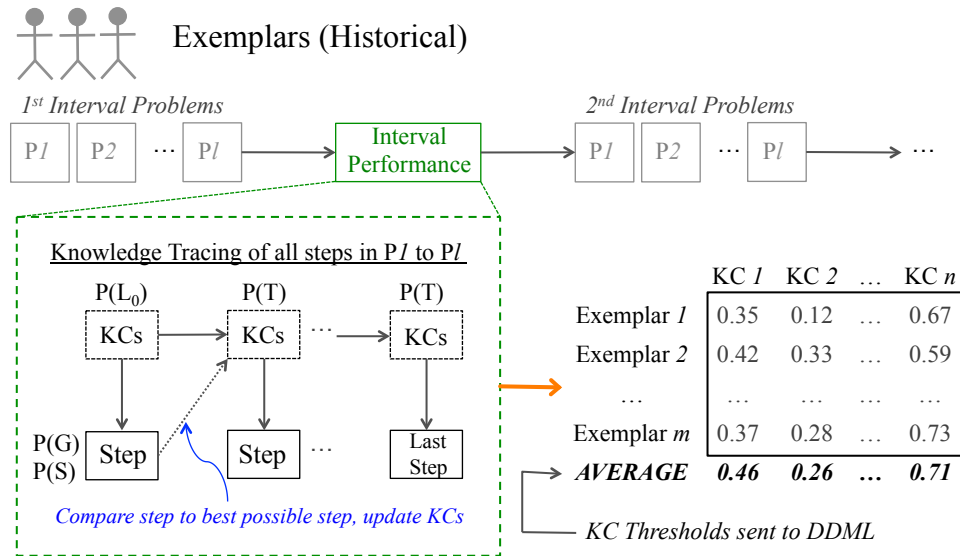 Exemplars (Historical)
1st Interval Problems
2nd Interval Problems
P1 P2 … Pl
Interval
Performance
P1 P2 … Pl …
Knowledge Tracing of all steps in P1 to Pl
P(L0) P(T) P(T)
KCs KCs … KCs
P(G)
P(S)
Step Step … Last
Step
Compare step to best possible step, update KCs
KC 1 KC 2 … KC n
Exemplar 1 0.35 0.12 … 0.67
Exemplar 2 0.42 0.33 … 0.59
… … … … …
Exemplar m 0.37 0.28 … 0.73
AVERAGE 0.46 0.26 … 0.71
KC Thresholds sent to DDML